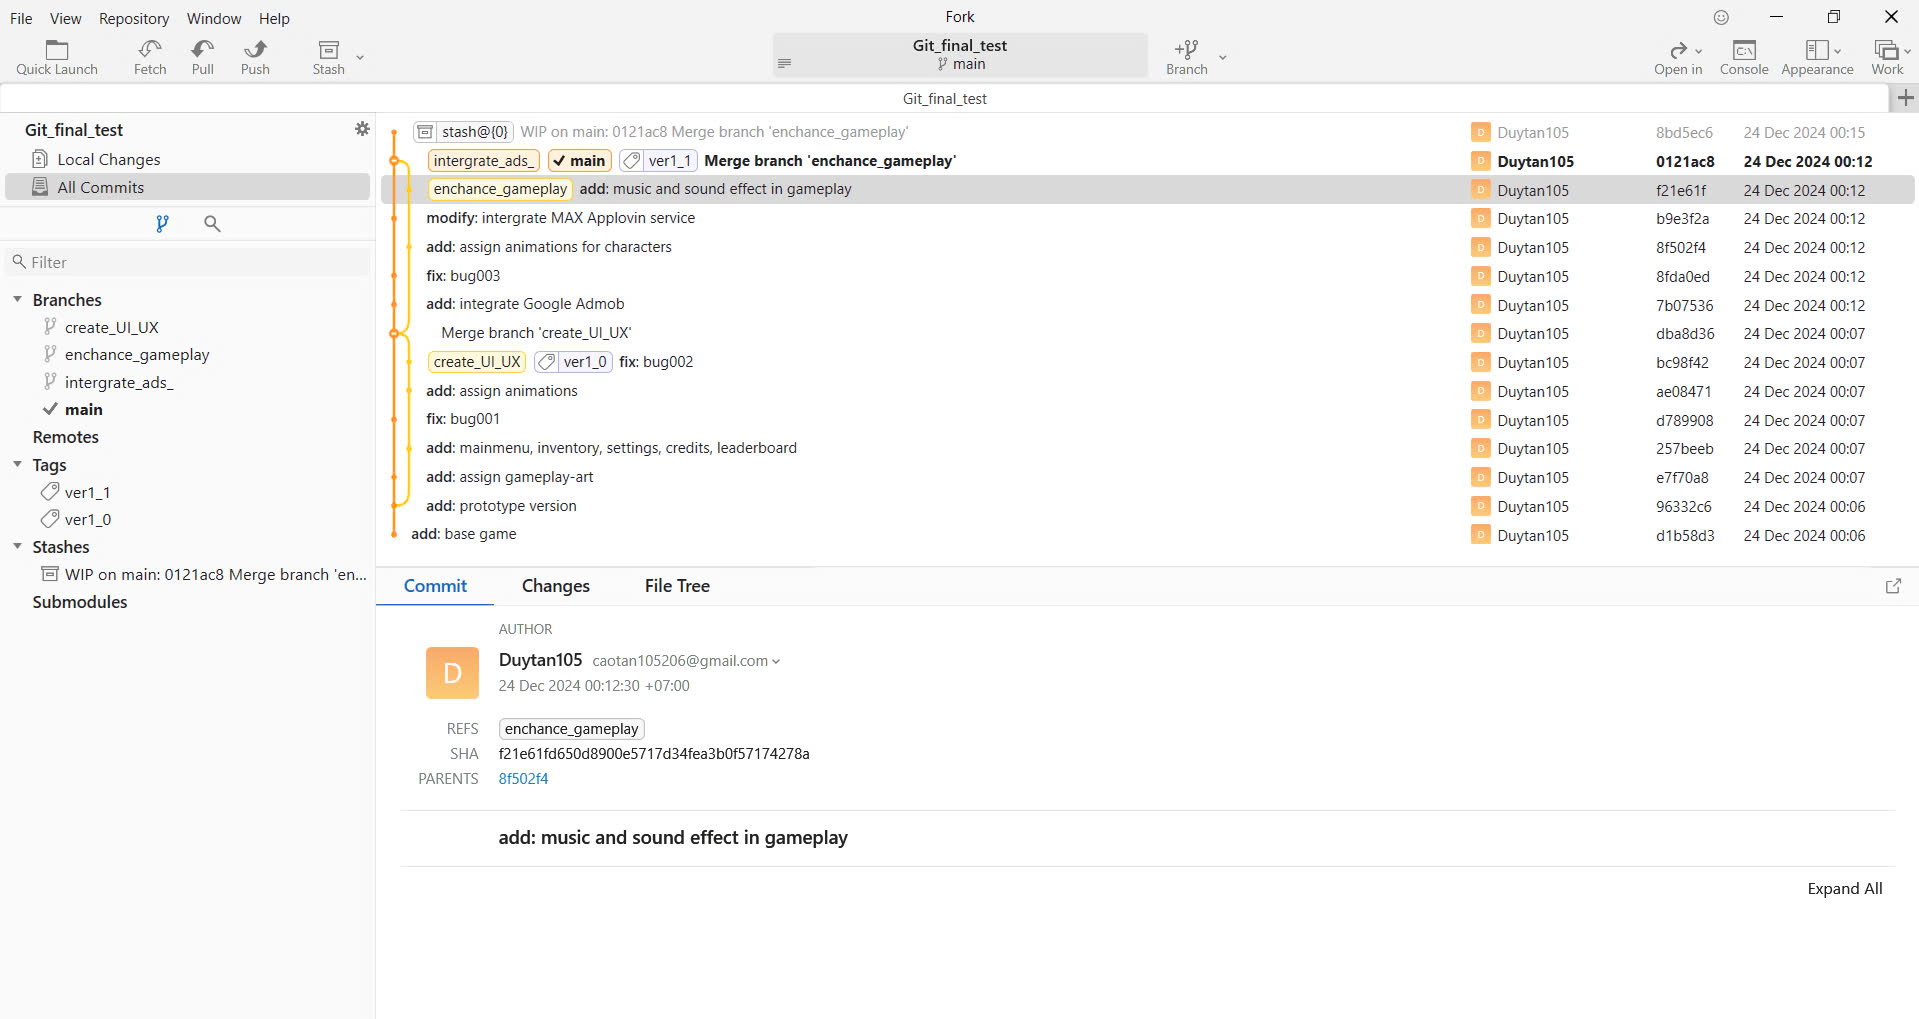 File View Repository Window Help
Fork
Quick Launch Fetch Pull Push Stash
Git_final_test
main
Branch
Open in Console Appearance Work
Git_final_test
Git_final_test
Local Changes
All Commits
Filter
Branches
create_UI_UX
enchance_gameplay
intergrate_ads_
main
Remotes
Tags
ver1_1
ver1_0
Stashes
WIP on main: 0121ac8 Merge branch 'en...
Submodules
stash@{0} WIP on main: 0121ac8 Merge branch 'enchance_gameplay' D Duytan105 8bd5ec6 24 Dec 2024 00:15
intergrate_ads_ main ver1_1 Merge branch 'enchance_gameplay' D Duytan105 0121ac8 24 Dec 2024 00:12
enchance_gameplay add: music and sound effect in gameplay D Duytan105 f21e61f 24 Dec 2024 00:12
modify: intergrate MAX Applovin service D Duytan105 b9e3f2a 24 Dec 2024 00:12
add: assign animations for characters D Duytan105 8f502f4 24 Dec 2024 00:12
fix: bug003 D Duytan105 8fda0ed 24 Dec 2024 00:12
add: integrate Google Admob D Duytan105 7b07536 24 Dec 2024 00:12
Merge branch 'create_UI_UX' D Duytan105 dba8d36 24 Dec 2024 00:07
create_UI_UX ver1_0 fix: bug002 D Duytan105 bc98f42 24 Dec 2024 00:07
add: assign animations D Duytan105 ae08471 24 Dec 2024 00:07
fix: bug001 D Duytan105 d789908 24 Dec 2024 00:07
add: mainmenu, inventory, settings, credits, leaderboard D Duytan105 257beeb 24 Dec 2024 00:07
add: assign gameplay-art D Duytan105 e7f70a8 24 Dec 2024 00:07
add: prototype version D Duytan105 96332c6 24 Dec 2024 00:06
add: base game D Duytan105 d1b58d3 24 Dec 2024 00:06
Commit Changes File Tree
AUTHOR
D
Duytan105 caotan105206@gmail.com
24 Dec 2024 00:12:30 +07:00
REFS enchance_gameplay
SHA f21e61fd650d8900e5717d34fea3b0f57174278a
PARENTS 8f502f4
add: music and sound effect in gameplay
Expand All